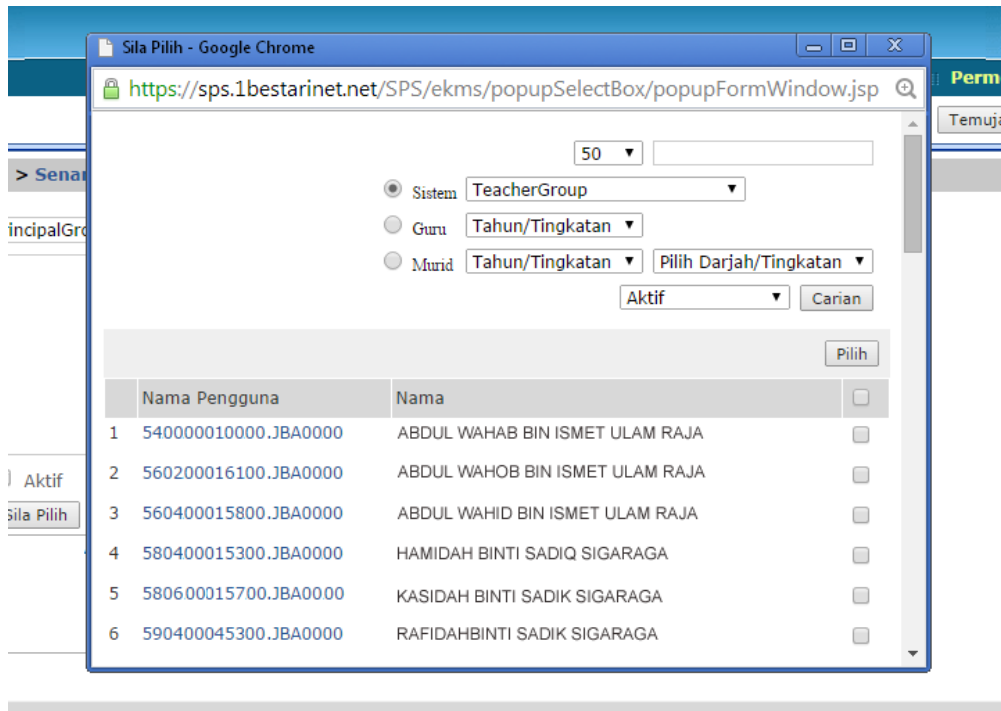 Sila Pilih - Google Chrome
https://sps.1bestarinet.net/SPS/ekms/popupSelectBox/popupFormWindow.jsp
Perm
Temuja
> Senar
incipalGro
50
Sistem TeacherGroup
Guru Tahun/Tingkatan
Murid Tahun/Tingkatan Pilih Darjah/Tingkatan
Aktif Carian
Pilih
Nama Pengguna Nama
1 540000010000.JBA0000 ABDUL WAHAB BIN ISMET ULAM RAJA
2 560200016100.JBA0000 ABDUL WAHOB BIN ISMET ULAM RAJA
3 560400015800.JBA0000 ABDUL WAHID BIN ISMET ULAM RAJA
4 580400015300.JBA0000 HAMIDAH BINTI SADIQ SIGARAGA
5 580600015700.JBA0000 KASIDAH BINTI SADIK SIGARAGA
6 590400045300.JBA0000 RAFIDAHBINTI SADIK SIGARAGA
Aktif
Sila Pilih